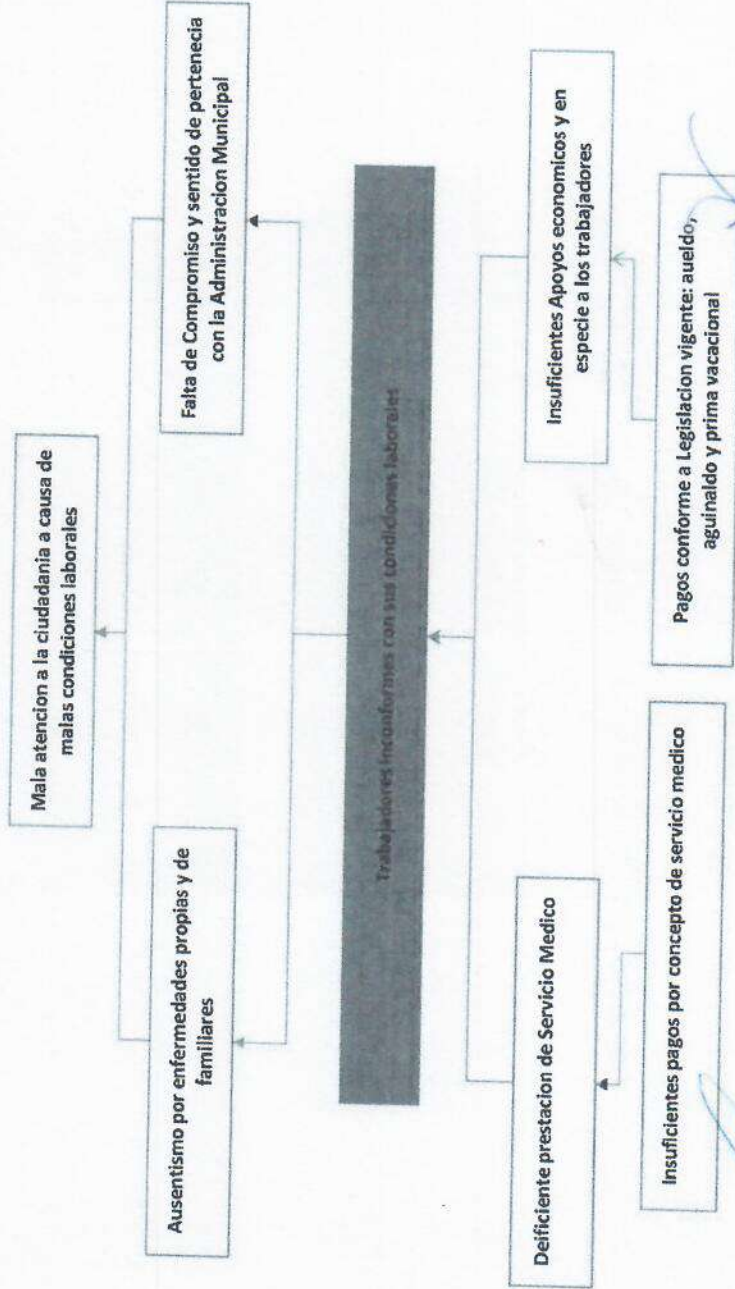 Mala atencion a la ciudadania a causa de
malas condiciones laborales
Ausentismo por enfermedades propias y de
familiares
Falta de Compromiso y sentido de pertenecia
con la Administracion Municipal
Trabajadores inconformes con sus condiciones laborales
Deificiente prestacion de Servicio Medico
Insuficientes Apoyos economicos y en
especie a los trabajadores
Insuficientes pagos por concepto de servicio medico
Pagos conforme a Legislacion vigente: aueldo,
aguinaldo y prima vacacional